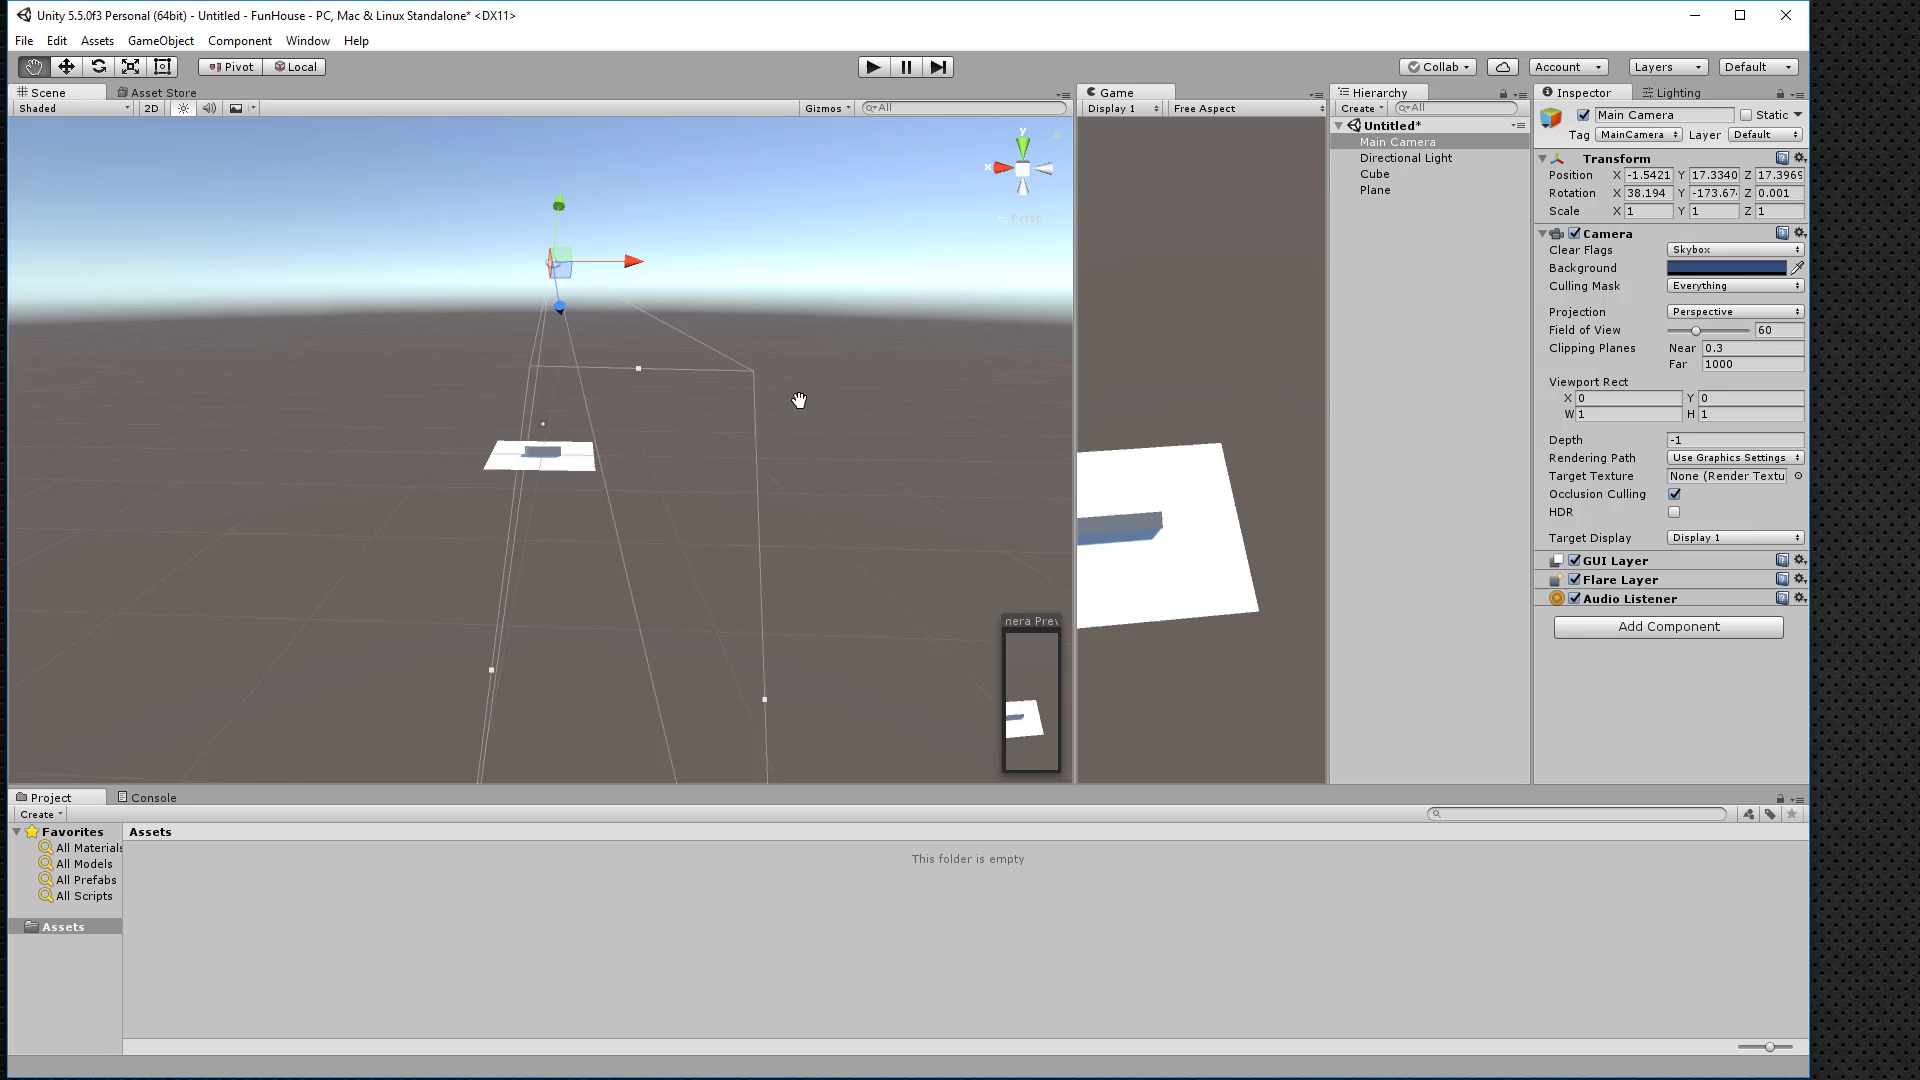 Unity 5.5.0f3 Personal (64bit) - Untitled - FunHouse - PC, Mac & Linux Standalone* <DX11>
File Edit Assets GameObject Component Window Help
Pivot Local Collab Account Layers Default
Scene Asset Store Game Hierarchy Inspector Lighting
Shaded 2D Gizmos All Display 1 Free Aspect Create All
Main Camera Static
Tag MainCamera Layer Default
Untitled*
Main Camera
Directional Light
Cube
Plane
y
x
Persp
Transform
Position X -1.5421 Y 17.3340 Z 17.3969
Rotation X 38.194 Y -173.67 Z 0.001
Scale X 1 Y 1 Z 1
Camera
Clear Flags Skybox
Background
Culling Mask Everything
Projection Perspective
Field of View 60
Clipping Planes Near 0.3
Far 1000
Viewport Rect
X 0 Y 0
W 1 H 1
Depth -1
Rendering Path Use Graphics Settings
Target Texture None (Render Textu
Occlusion Culling
HDR
Target Display Display 1
GUI Layer
Flare Layer
Audio Listener
Add Component
nera Prev
Project Console
Create
Favorites
All Materials
All Models
All Prefabs
All Scripts
Assets
Assets
This folder is empty